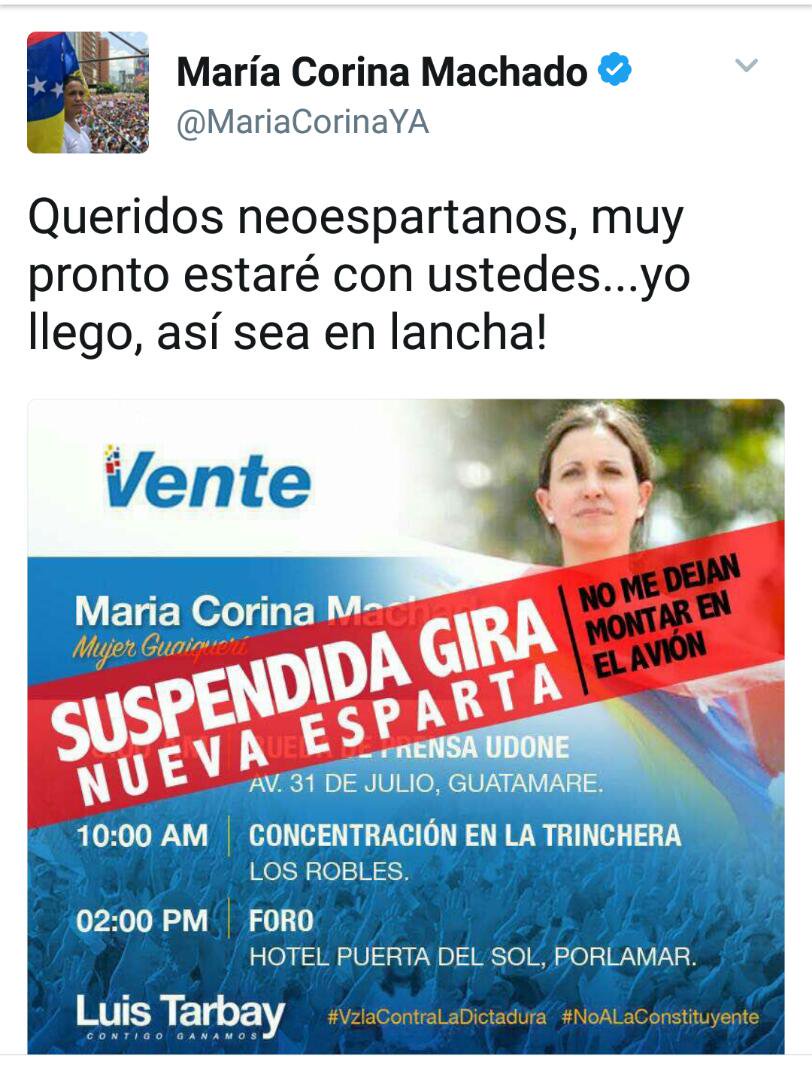 María Corina Machado
@MariaCorinaYA
Queridos neoespartanos, muy
pronto estaré con ustedes...yo
llego, así sea en lancha!
Vente
Maria Corina Machado
Mujer Guaiquerí
SUSPENDIDA GIRA
NUEVA ESPARTA
NO ME DEJAN
MONTAR EN
EL AVIÓN
RUEDA DE PRENSA UDONE
AV. 31 DE JULIO, GUATAMARE.
10:00 AM
CONCENTRACIÓN EN LA TRINCHERA
LOS ROBLES.
02:00 PM
FORO
HOTEL PUERTA DEL SOL, PORLAMAR.
Luis Tarbay
CONTIGO GANAMOS
#VzlaContraLaDictadura #NoALaConstituyente